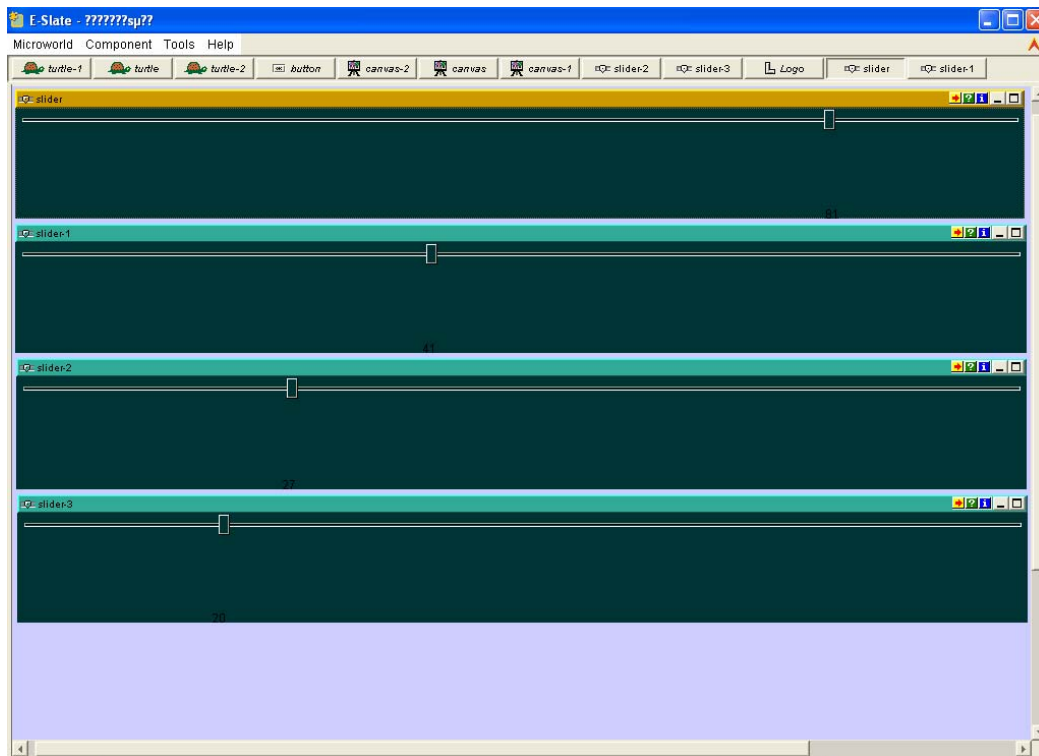 E-Slate - ???????sµ??
Microworld Component Tools Help
turtle-1 turtle turtle-2 button canvas-2 canvas canvas-1 slider-2 slider-3 Logo slider slider-1
slider
81
slider-1
41
slider-2
27
slider-3
20